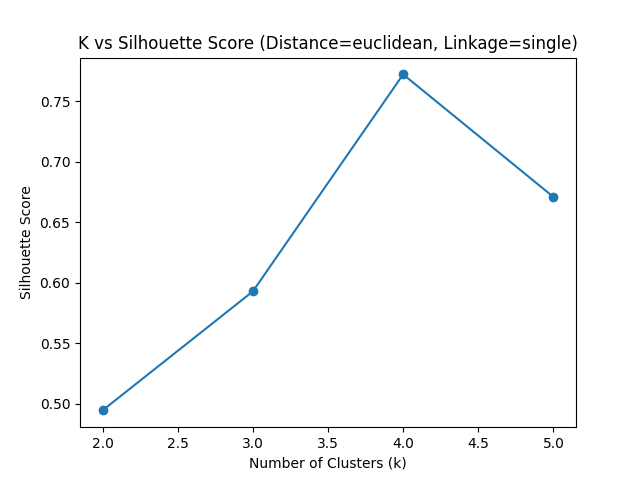 K vs Silhouette Score (Distance=euclidean, Linkage=single)
Silhouette Score
0.75
0.70
0.65
0.60
0.55
0.50
2.0 2.5 3.0 3.5 4.0 4.5 5.0
Number of Clusters (k)